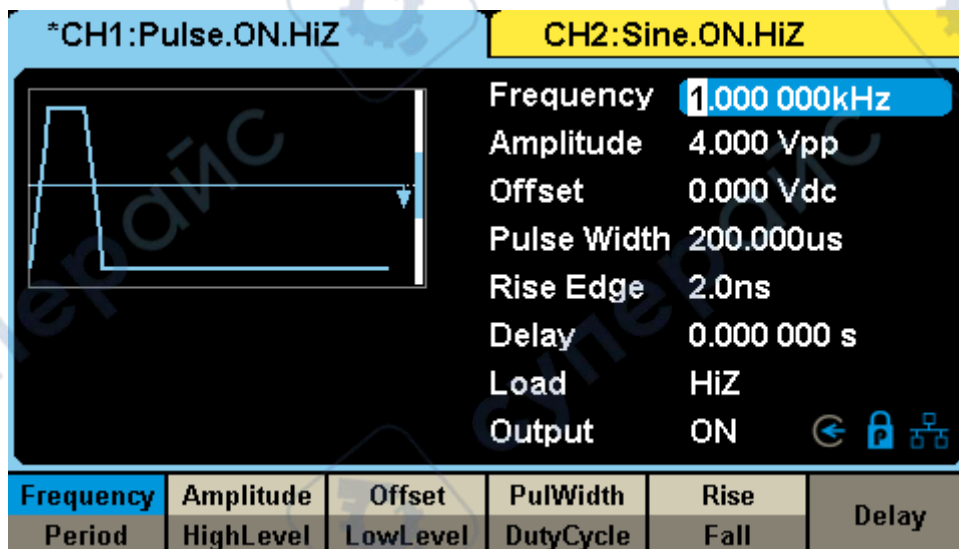 *CH1:Pulse.ON.HiZ CH2:Sine.ON.HiZ
Frequency 1.000 000kHz
Amplitude 4.000 Vpp
Offset 0.000 Vdc
Pulse Width 200.000us
Rise Edge 2.0ns
Delay 0.000 000 s
Load HiZ
Output ON P
Frequency Amplitude Offset PulWidth Rise Delay
Period HighLevel LowLevel DutyCycle Fall
суперайс